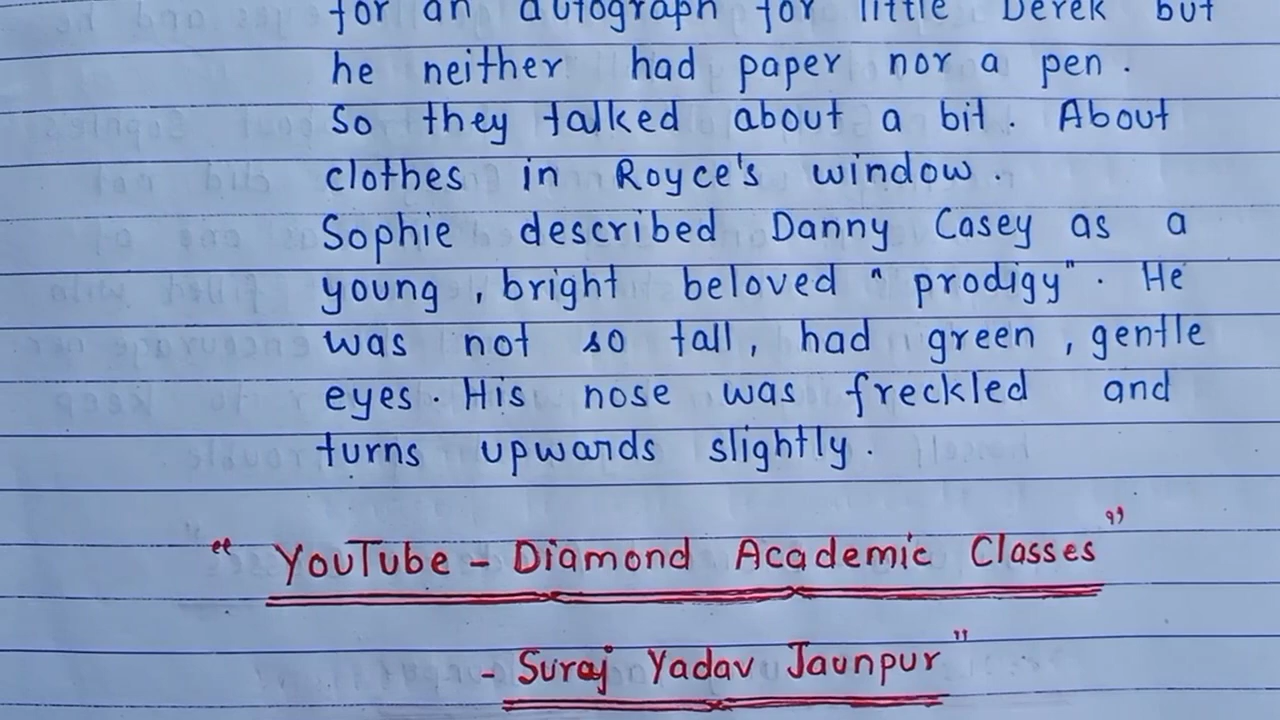 for an autograph for little Derek but
he neither had paper nor a pen.
So they talked about a bit. About
clothes in Royce's window.
Sophie described Danny Casey as a
young, bright beloved "prodigy". He
was not so tall, had green, gentle
eyes. His nose was freckled and
turns upwards slightly.
"YouTube - Diamond Academic Classes"
- Suraj Yadav Jaunpur"